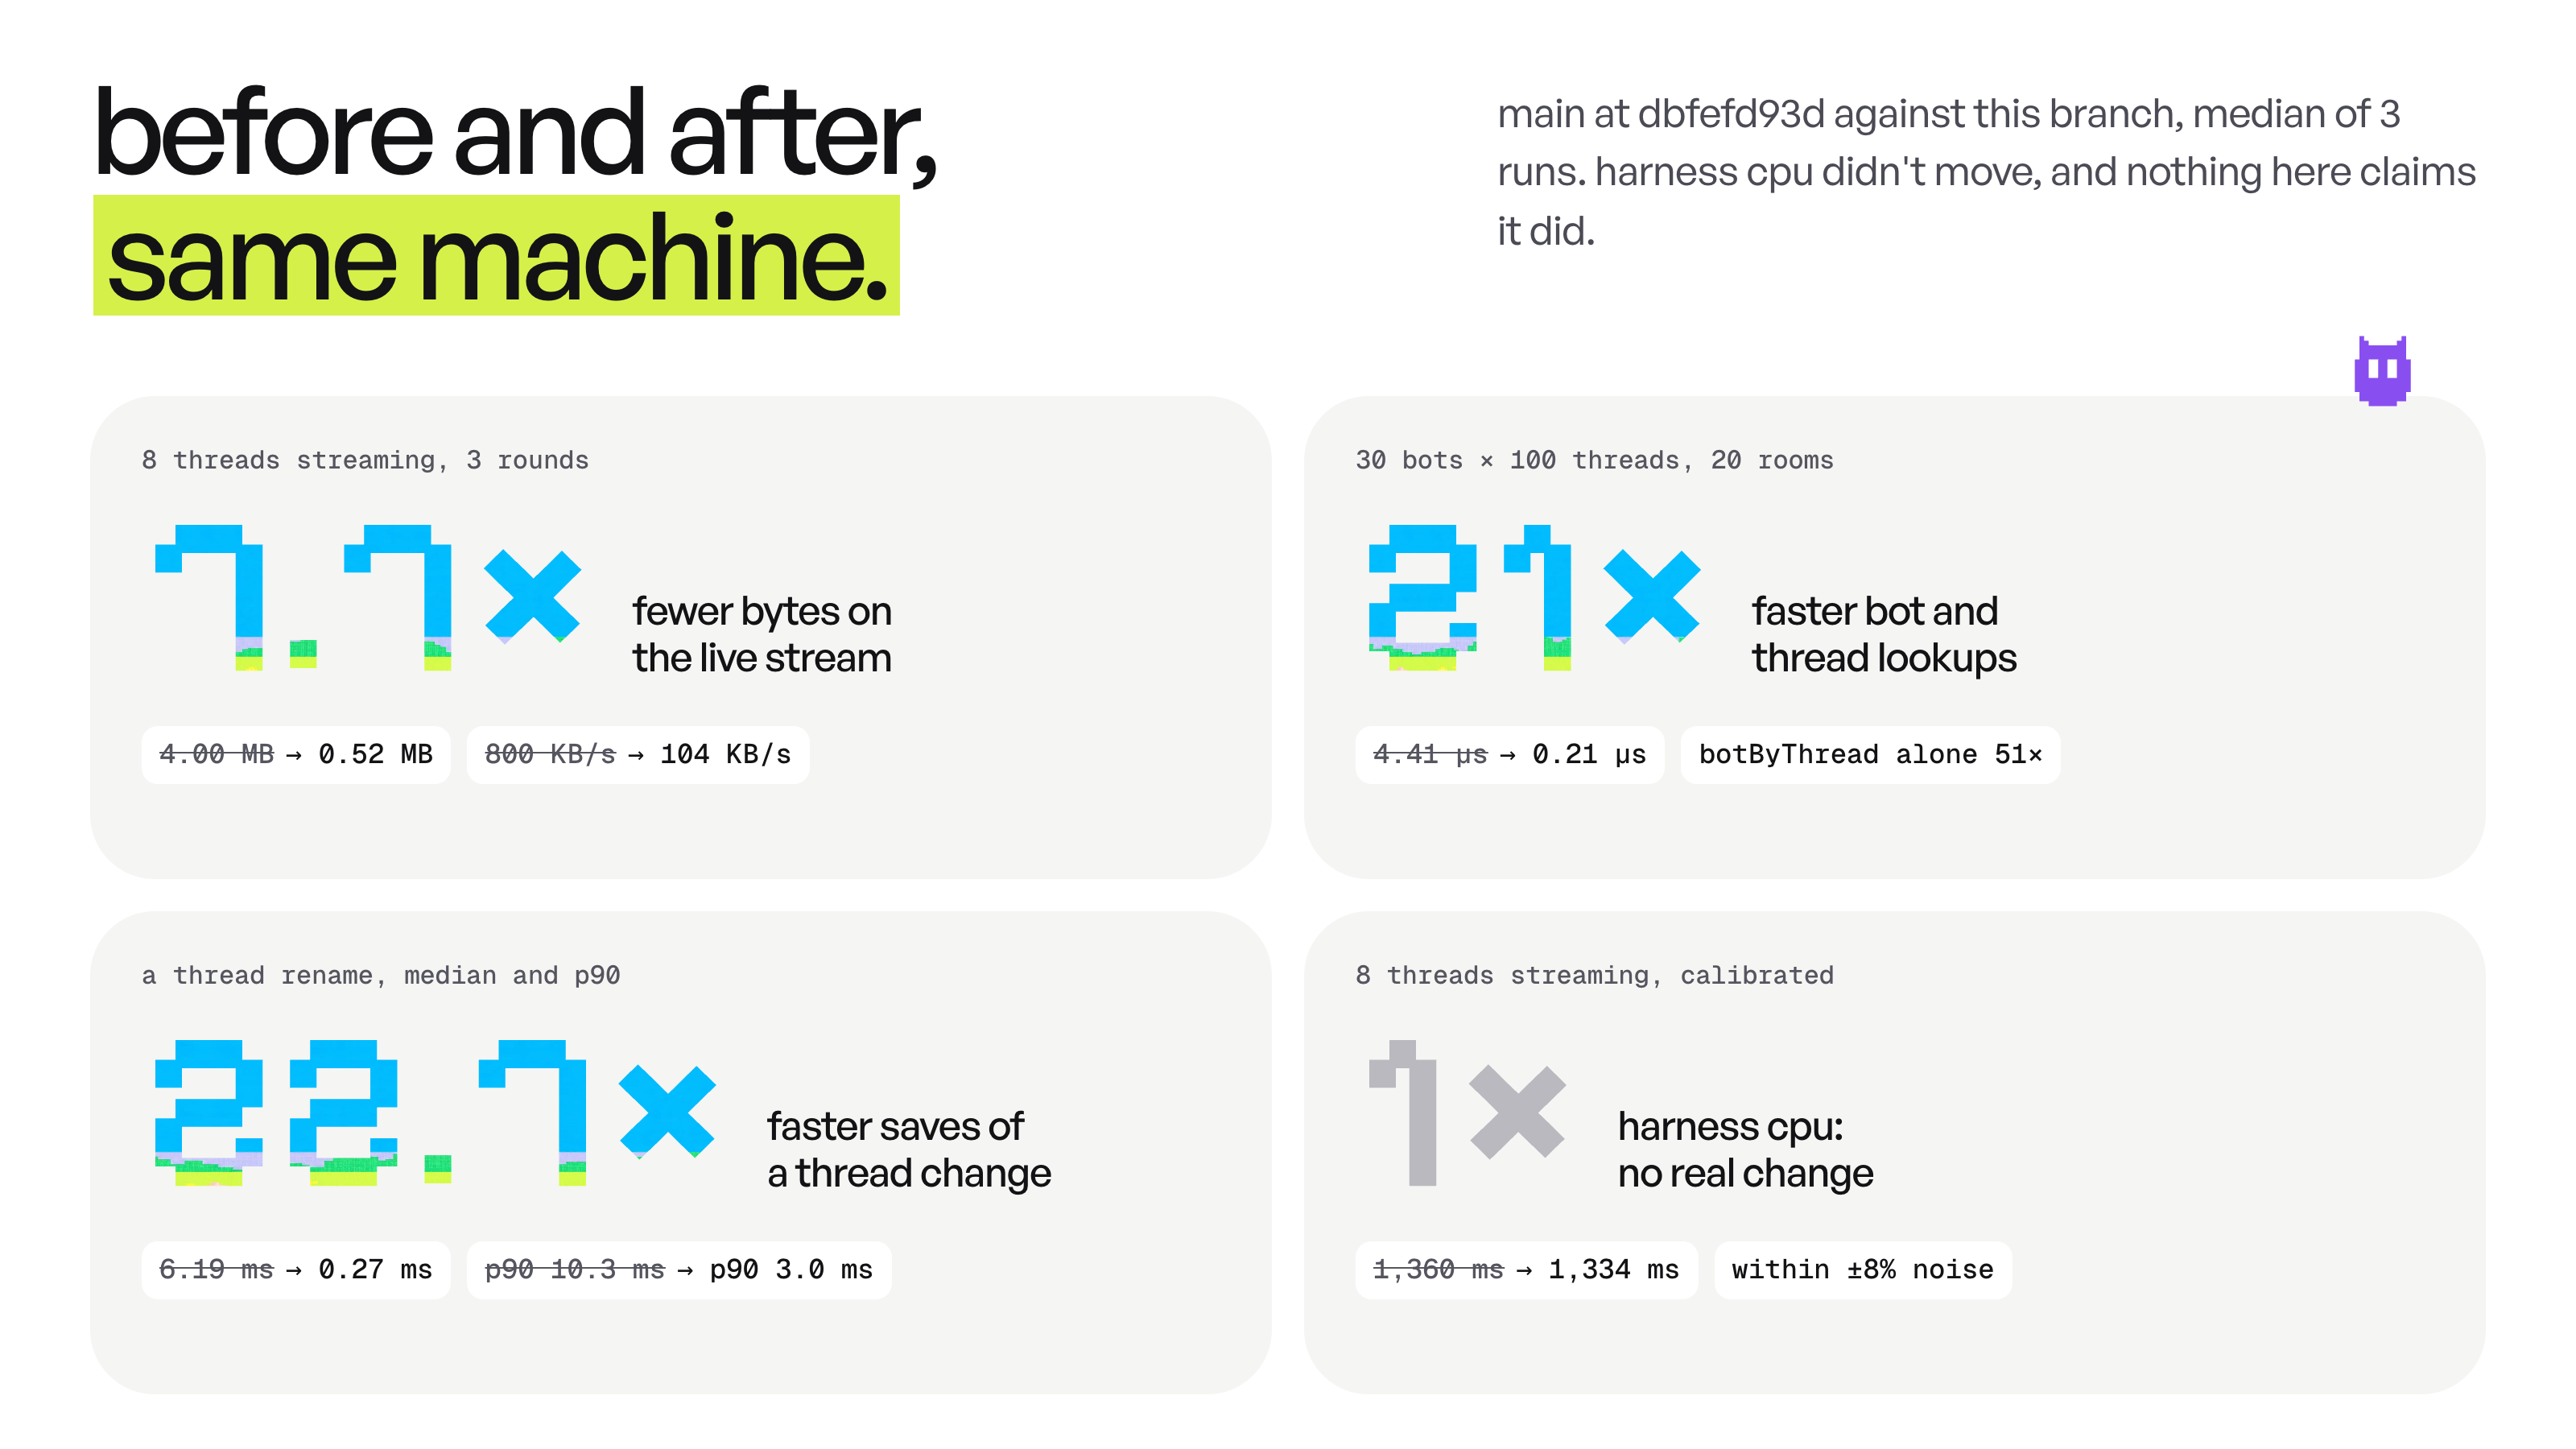 before and after,
same machine.
main at dbfefd93d against this branch, median of 3
runs. harness cpu didn't move, and nothing here claims
it did.
8 threads streaming, 3 rounds
7.7×
fewer bytes on
the live stream
4.00 MB → 0.52 MB
800 KB/s → 104 KB/s
30 bots × 100 threads, 20 rooms
21×
faster bot and
thread lookups
4.41 µs → 0.21 µs
botByThread alone 51×
a thread rename, median and p90
22.7×
faster saves of
a thread change
6.19 ms → 0.27 ms
p90 10.3 ms → p90 3.0 ms
8 threads streaming, calibrated
1×
harness cpu:
no real change
1,360 ms → 1,334 ms
within ±8% noise